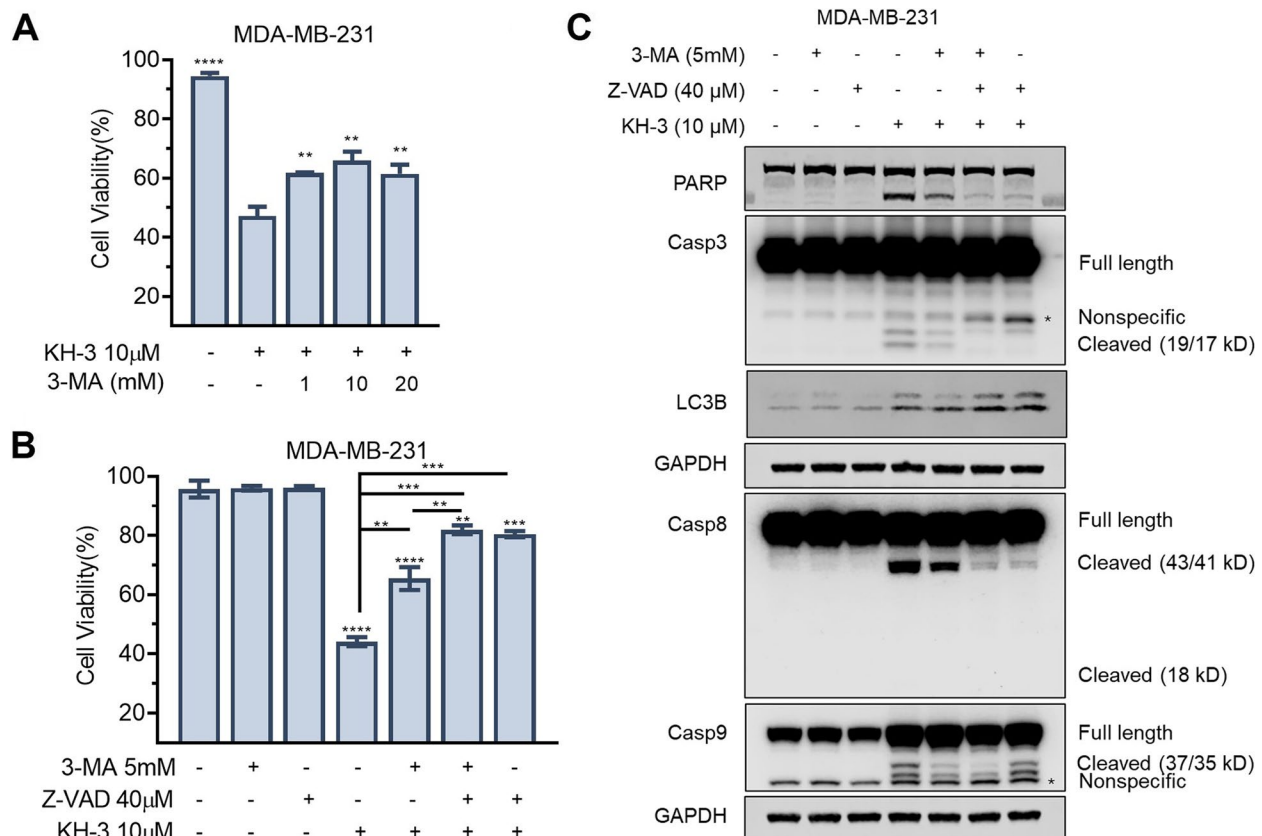 A
MDA-MB-231
****
**
**
**
100
80
60
40
20
Cell Viability(%)
KH-3 10μM - + + + +
3-MA (mM) - - 1 10 20
B
MDA-MB-231
***
***
**
**
**
***
****
****
100
80
60
40
20
Cell Viability(%)
3-MA 5mM - + - - + + -
Z-VAD 40μM - - + - - + +
KH-3 10μM - - - + + + +
C
MDA-MB-231
3-MA (5mM) - + - - + + -
Z-VAD (40 μM) - - + - - + +
KH-3 (10 μM) - - - + + + +
PARP
Casp3
Full length
* Nonspecific
Cleaved (19/17 kD)
LC3B
GAPDH
Casp8
Full length
Cleaved (43/41 kD)
Cleaved (18 kD)
Casp9
Full length
Cleaved (37/35 kD)
* Nonspecific
GAPDH